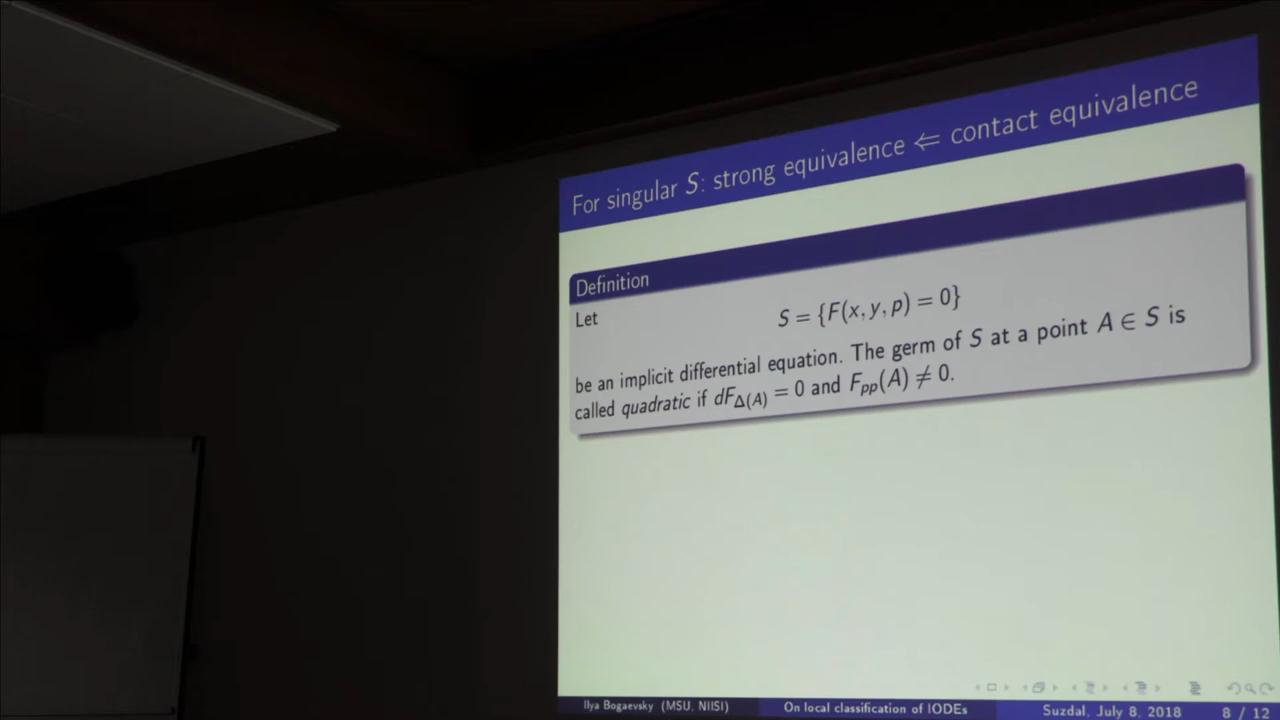 For singular S: strong equivalence ⇐ contact equivalence
Definition
Let
S = {F(x, y, p) = 0}
be an implicit differential equation. The germ of S at a point A ∈ S is
called quadratic if dF_Δ(A) = 0 and F_pp(A) ≠ 0.
Ilya Bogaevsky (MSU, NIISI) On local classification of IODEs Suzdal, July 8, 2018 8 / 12